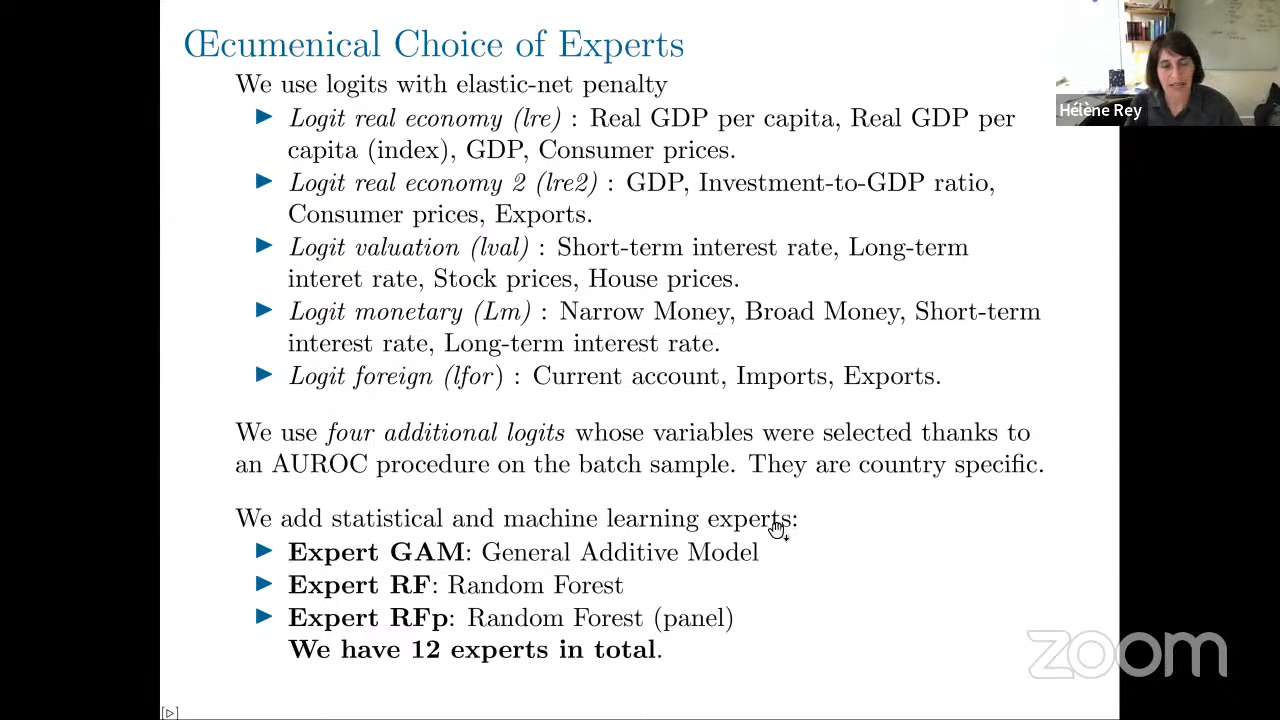 Œcumenical Choice of Experts
We use logits with elastic-net penalty
Logit real economy (lre) : Real GDP per capita, Real GDP per
capita (index), GDP, Consumer prices.
Logit real economy 2 (lre2) : GDP, Investment-to-GDP ratio,
Consumer prices, Exports.
Logit valuation (lval) : Short-term interest rate, Long-term
interet rate, Stock prices, House prices.
Logit monetary (Lm) : Narrow Money, Broad Money, Short-term
interest rate, Long-term interest rate.
Logit foreign (lfor) : Current account, Imports, Exports.
We use four additional logits whose variables were selected thanks to
an AUROC procedure on the batch sample. They are country specific.
We add statistical and machine learning experts:
Expert GAM: General Additive Model
Expert RF: Random Forest
Expert RFp: Random Forest (panel)
We have 12 experts in total.
Hélène Rey
zoom